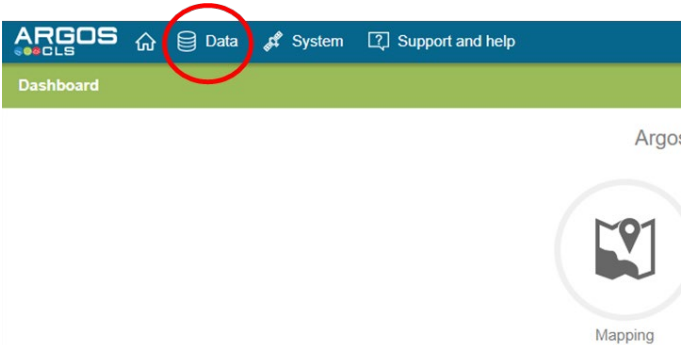 ARGOS
CLS
Data
System
Support and help
Dashboard
Argos
Mapping